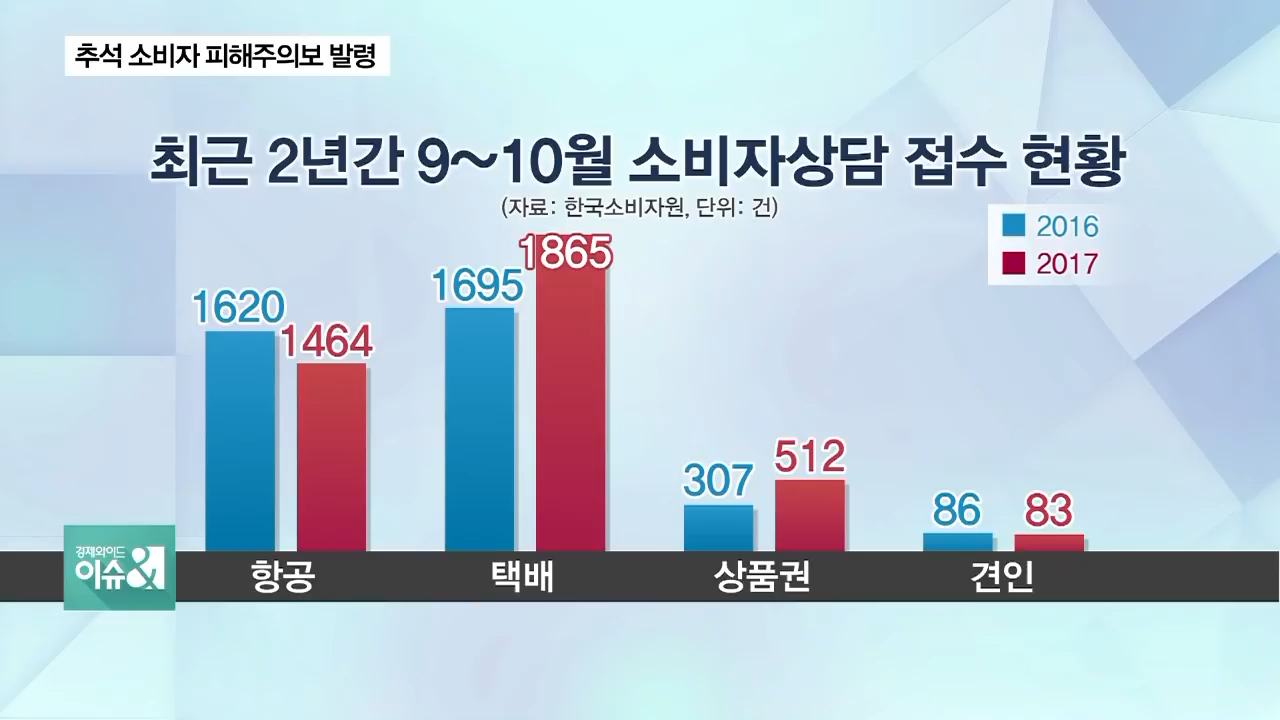 추석 소비자 피해주의보 발령
최근 2년간 9~10월 소비자상담 접수 현황
(자료: 한국소비자원, 단위: 건)
2016
2017
1620
1464
1695
1865
307
512
86
83
항공
택배
상품권
견인
경제와이드
이슈&